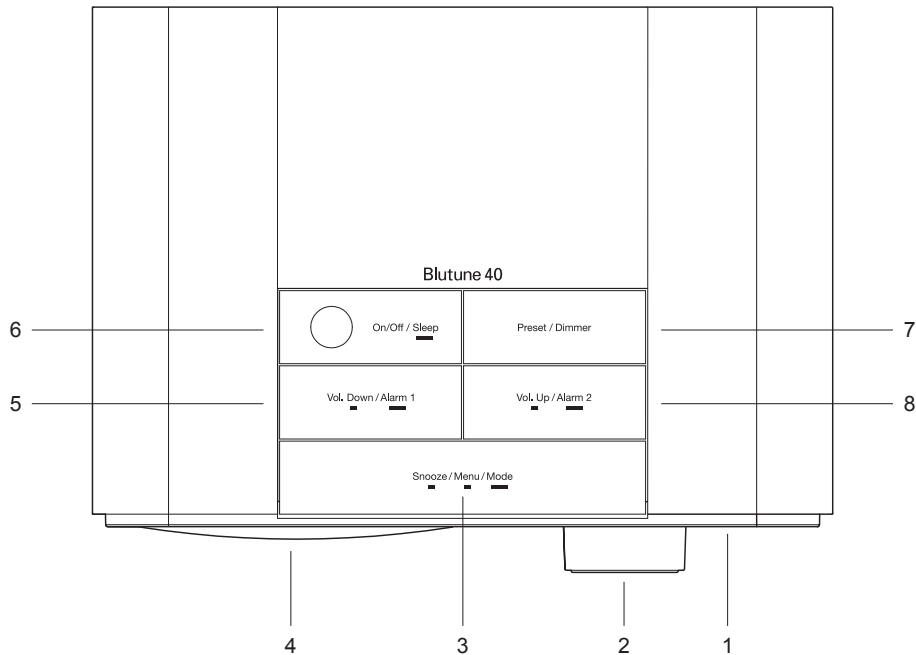 Blutune 40
6 On/Off / Sleep Preset / Dimmer 7
5 Vol. Down / Alarm 1 Vol. Up / Alarm 2 8
Snooze / Menu / Mode
4 3 2 1